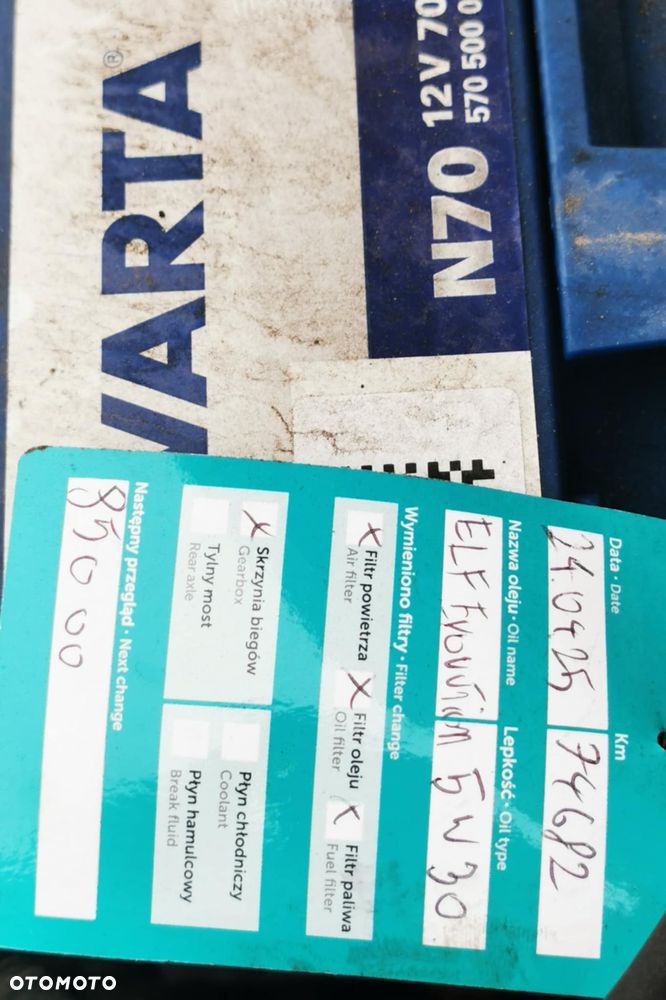 VARTA®
N70 12V 70
570 500 0
Data • Date
Km
24.04.25
74682
Nazwa oleju • Oil name
Lepkość • Oil type
ELF Evolution
5W30
Wymieniono filtry • Filter change
X Filtr powietrza
Air filter
X Filtr oleju
Oil filter
X Filtr paliwa
Fuel filter
X Skrzynia biegów
Gearbox
Tylny most
Rear axle
Płyn chłodniczy
Coolant
Płyn hamulcowy
Break fluid
Następny przegląd • Next change
85000
OTOMOTO